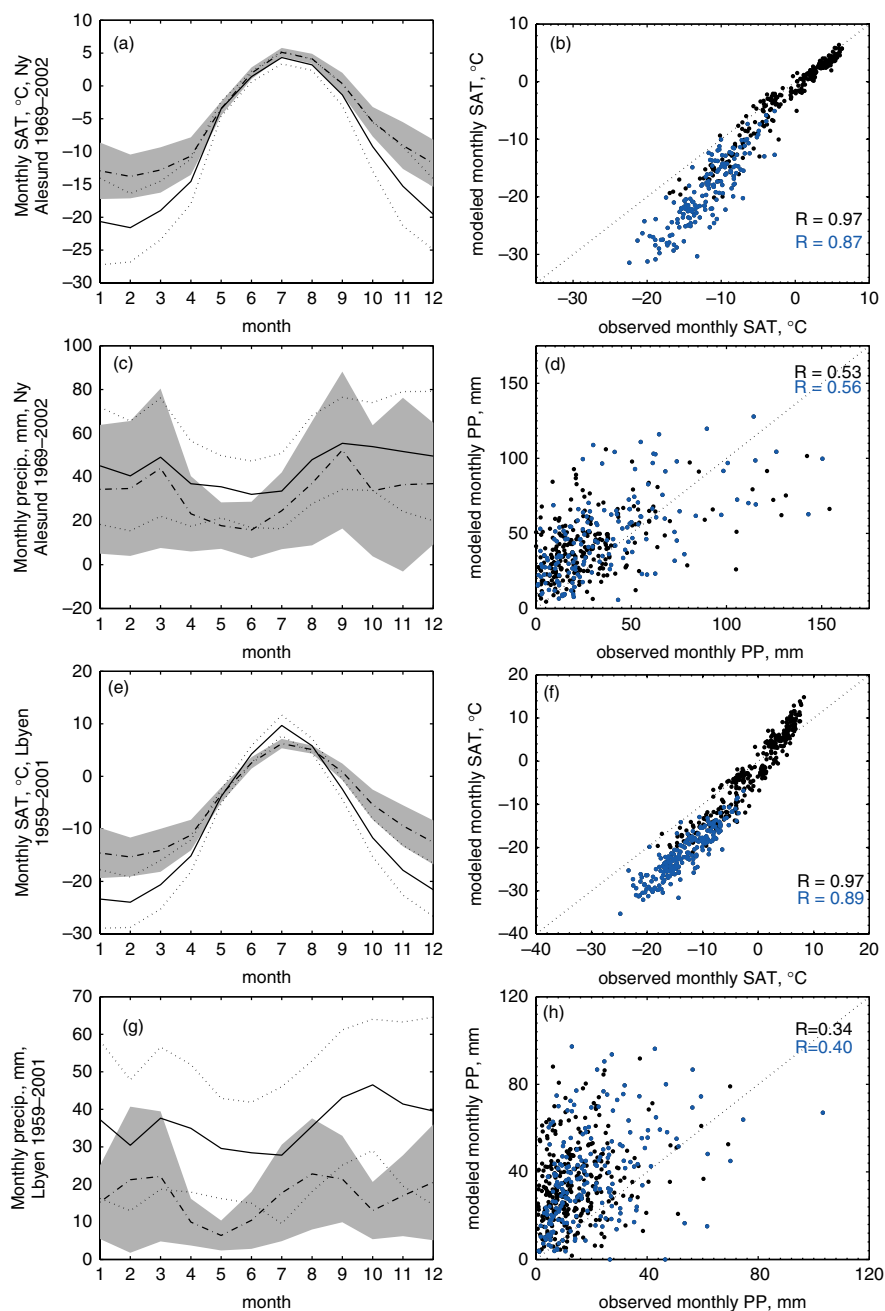 (a)
Monthly SAT, °C, Ny
Alesund 1969–2002
10
5
0
–5
–10
–15
–20
–25
–30
1 2 3 4 5 6 7 8 9 10 11 12
month
(b)
modeled monthly SAT, °C
10
0
–10
–20
–30
R = 0.97
R = 0.87
–30 –20 –10 0 10
observed monthly SAT, °C
(c)
Monthly precip., mm, Ny
Alesund 1969–2002
100
80
60
40
20
0
–20
1 2 3 4 5 6 7 8 9 10 11 12
month
(d)
modeled monthly PP, mm
150
100
50
0
R = 0.53
R = 0.56
0 50 100 150
observed monthly PP, mm
(e)
Monthly SAT, °C, Lbyen
1959–2001
20
10
0
–10
–20
–30
1 2 3 4 5 6 7 8 9 10 11 12
month
(f)
modeled monthly SAT, °C
20
10
0
–10
–20
–30
–40
R = 0.97
R = 0.89
–40 –30 –20 –10 0 10 20
observed monthly SAT, °C
(g)
Monthly precip., mm,
Lbyen 1959–2001
70
60
50
40
30
20
10
0
1 2 3 4 5 6 7 8 9 10 11 12
month
(h)
modeled monthly PP, mm
120
80
40
0
R=0.34
R=0.40
0 40 80 120
observed monthly PP, mm